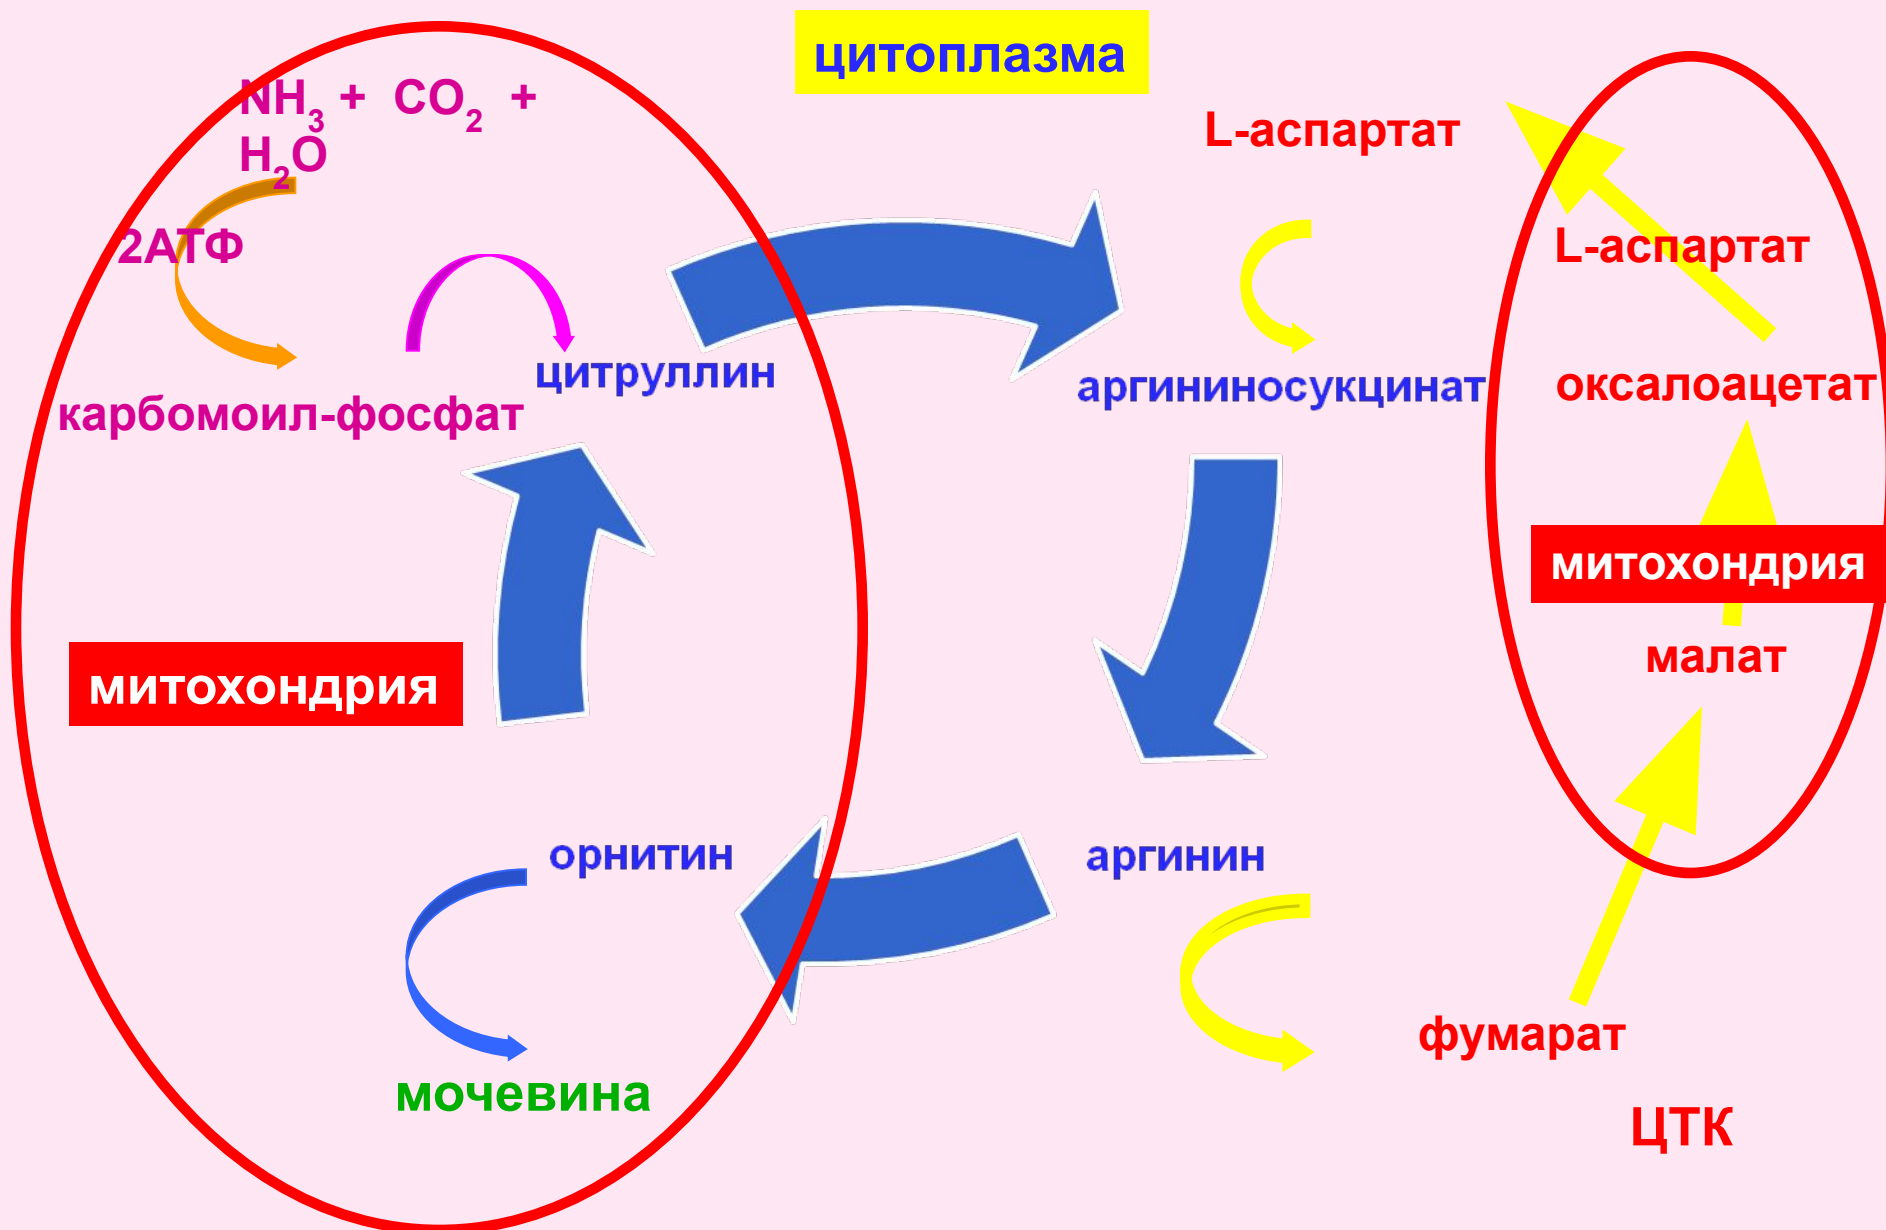 цитоплазма
NH₃ + CO₂ +
H₂O
L-аспартат
2АТФ
L-аспартат
цитруллин
аргининосукцинат
оксалоацетат
карбомоил-фосфат
митохондрия
малат
митохондрия
орнитин
аргинин
фумарат
мочевина
ЦТК